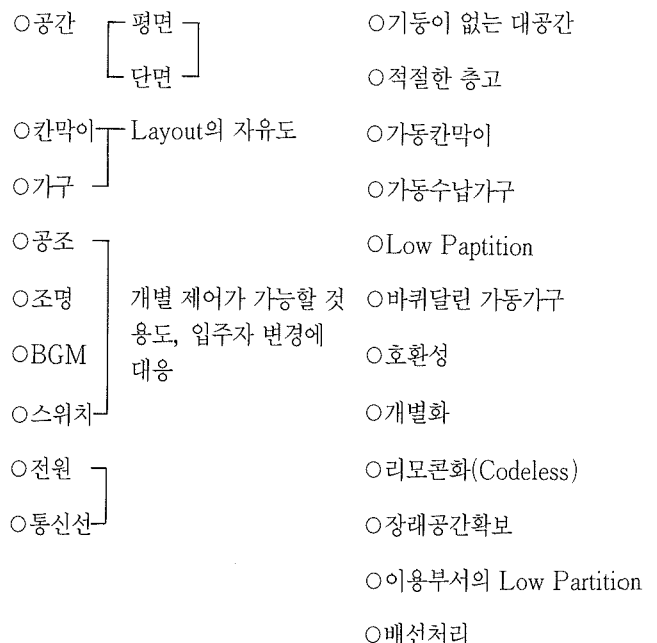 ○공간 평면 ○기둥이 없는 대공간
단면 ○적절한 층고
○칸막이 Layout의 자유도 ○가동칸막이
○가구 ○가동수납가구
○공조 ○Low Paptition
○조명 개별 제어가 가능할 것 ○바퀴달린 가동가구
용도, 입주자 변경에
○BGM 대응 ○호환성
○스위치 ○개별화
○전원 ○리모콘화(Codeless)
○통신선 ○장래공간확보
○이용부서의 Low Partition
○배선처리